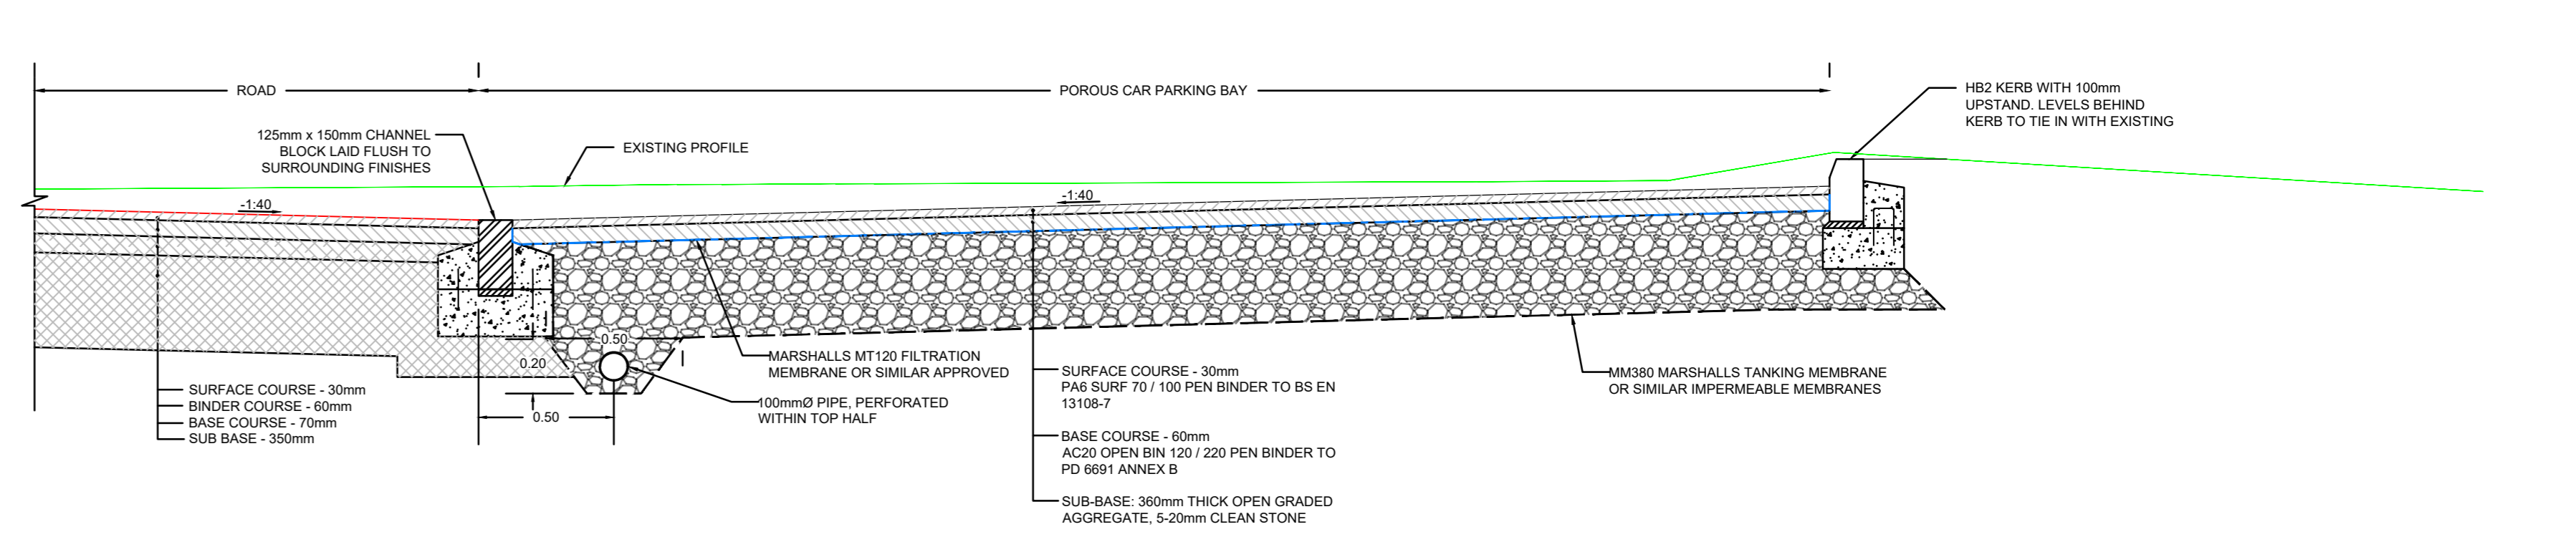 ROAD
POROUS CAR PARKING BAY
HB2 KERB WITH 100mm
UPSTAND. LEVELS BEHIND
KERB TO TIE IN WITH EXISTING
125mm x 150mm CHANNEL
BLOCK LAID FLUSH TO
SURROUNDING FINISHES
EXISTING PROFILE
-1:40
-1:40
0.50
0.20
0.50
MARSHALLS MT120 FILTRATION
MEMBRANE OR SIMILAR APPROVED
100mmØ PIPE, PERFORATED
WITHIN TOP HALF
SURFACE COURSE - 30mm
BINDER COURSE - 60mm
BASE COURSE - 70mm
SUB BASE - 350mm
SURFACE COURSE - 30mm
PA6 SURF 70 / 100 PEN BINDER TO BS EN
13108-7
BASE COURSE - 60mm
AC20 OPEN BIN 120 / 220 PEN BINDER TO
PD 6691 ANNEX B
SUB-BASE: 360mm THICK OPEN GRADED
AGGREGATE, 5-20mm CLEAN STONE
MM380 MARSHALLS TANKING MEMBRANE
OR SIMILAR IMPERMEABLE MEMBRANES